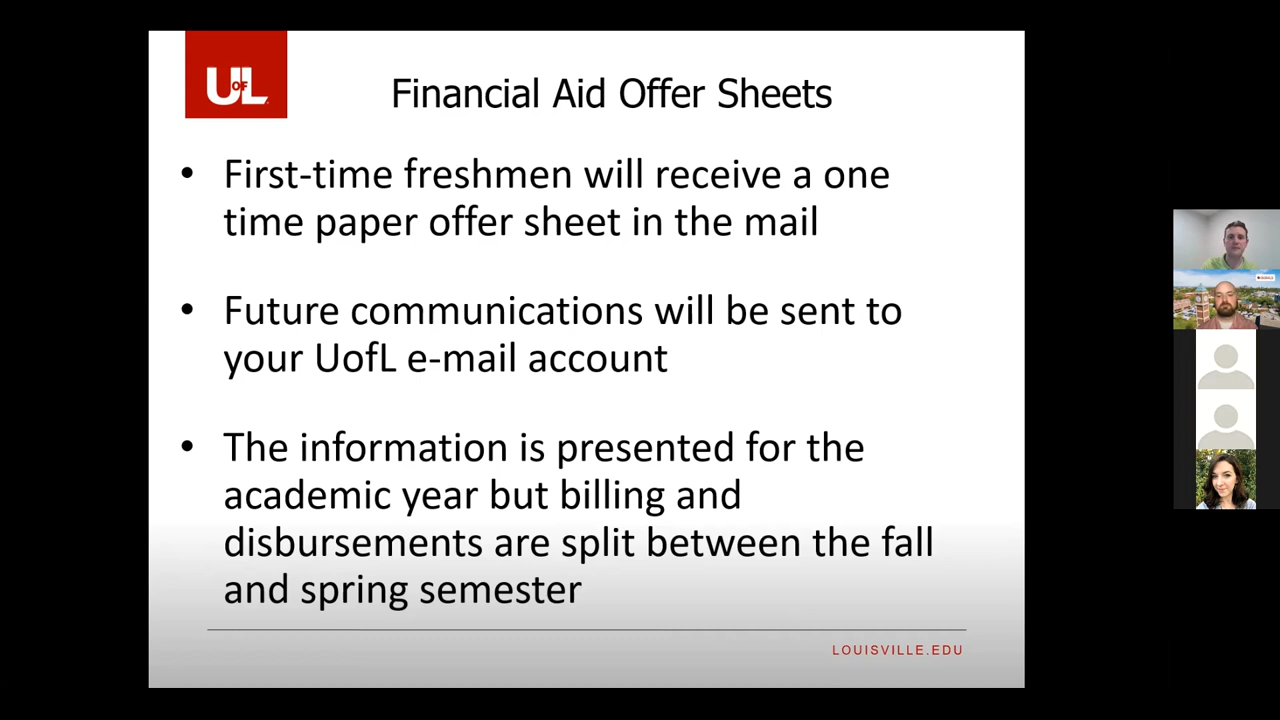 UofL
Financial Aid Offer Sheets
• First-time freshmen will receive a one
time paper offer sheet in the mail
• Future communications will be sent to
your UofL e-mail account
• The information is presented for the
academic year but billing and
disbursements are split between the fall
and spring semester
LOUISVILLE.EDU